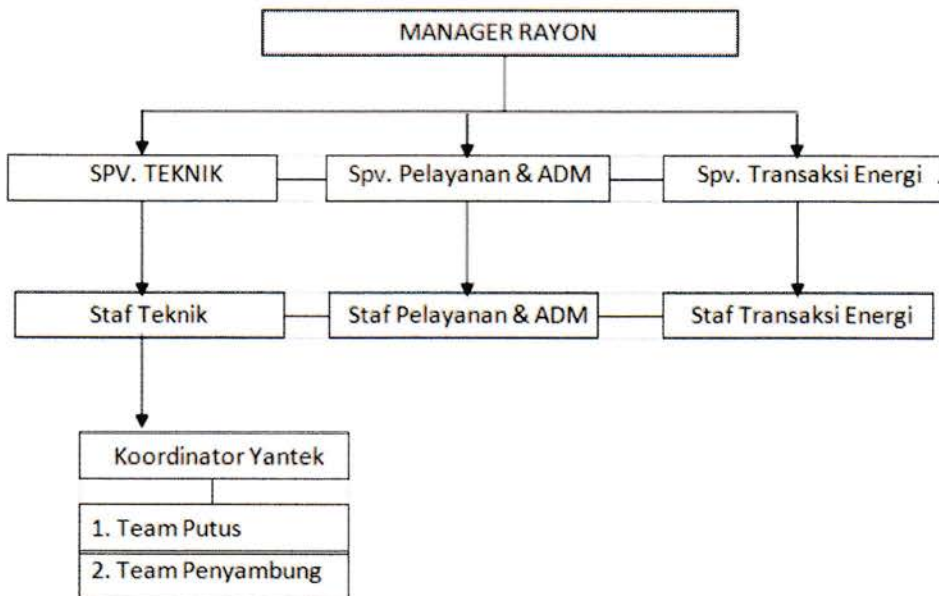 MANAGER RAYON
SPV. TEKNIK
Spv. Pelayanan & ADM
Spv. Transaksi Energi
Staf Teknik
Staf Pelayanan & ADM
Staf Transaksi Energi
Koordinator Yantek
1. Team Putus
2. Team Penyambung